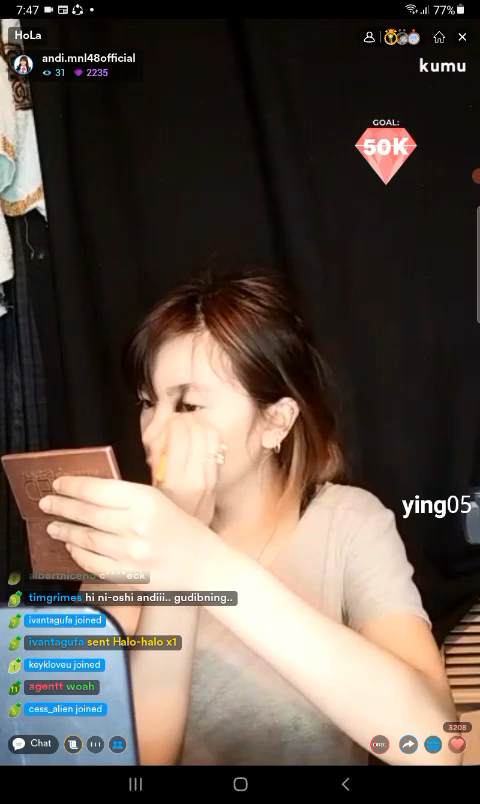 7:47
77%
HoLa
andi.mnl48official
31 2235
kumu
GOAL:
50K
ying05
timgrimes hi ni-oshi andiii.. gudibning..
ivantagufa joined
ivantagufa sent Halo-halo x1
keykloveu joined
agentt woah
cess_alien joined
3208
Chat